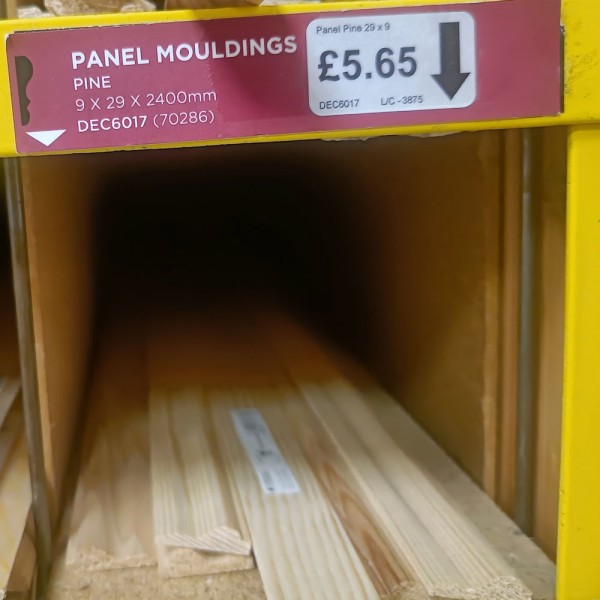 PANEL MOULDINGS
PINE
9 X 29 X 2400mm
DEC6017 (70286)
Panel Pine 29 x 9
£5.65
DEC6017 L/C -3875